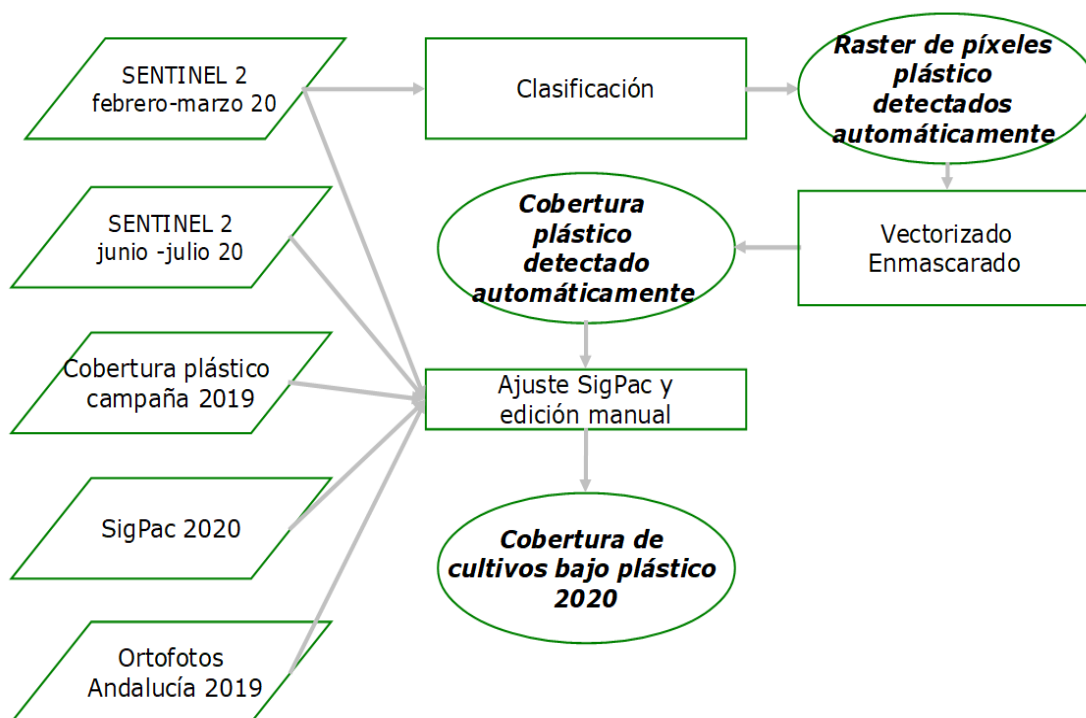 SENTINEL 2
febrero-marzo 20
Clasificación
Raster de píxeles
plástico
detectados
automáticamente
SENTINEL 2
junio -julio 20
Cobertura
plástico
detectado
automáticamente
Vectorizado
Enmascarado
Cobertura plástico
campaña 2019
Ajuste SigPac y
edición manual
SigPac 2020
Cobertura de
cultivos bajo plástico
2020
Ortofotos
Andalucía 2019